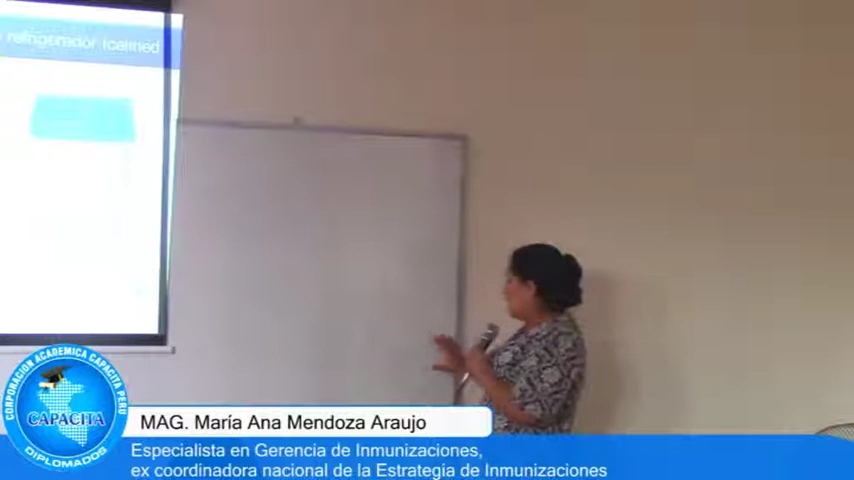 refrigerador Icelined
CORPORACION ACADEMICA CAPACITA PERU
CAPACITA
DIPLOMADOS
MAG. María Ana Mendoza Araujo
Especialista en Gerencia de Inmunizaciones,
ex coordinadora nacional de la Estrategia de Inmunizaciones